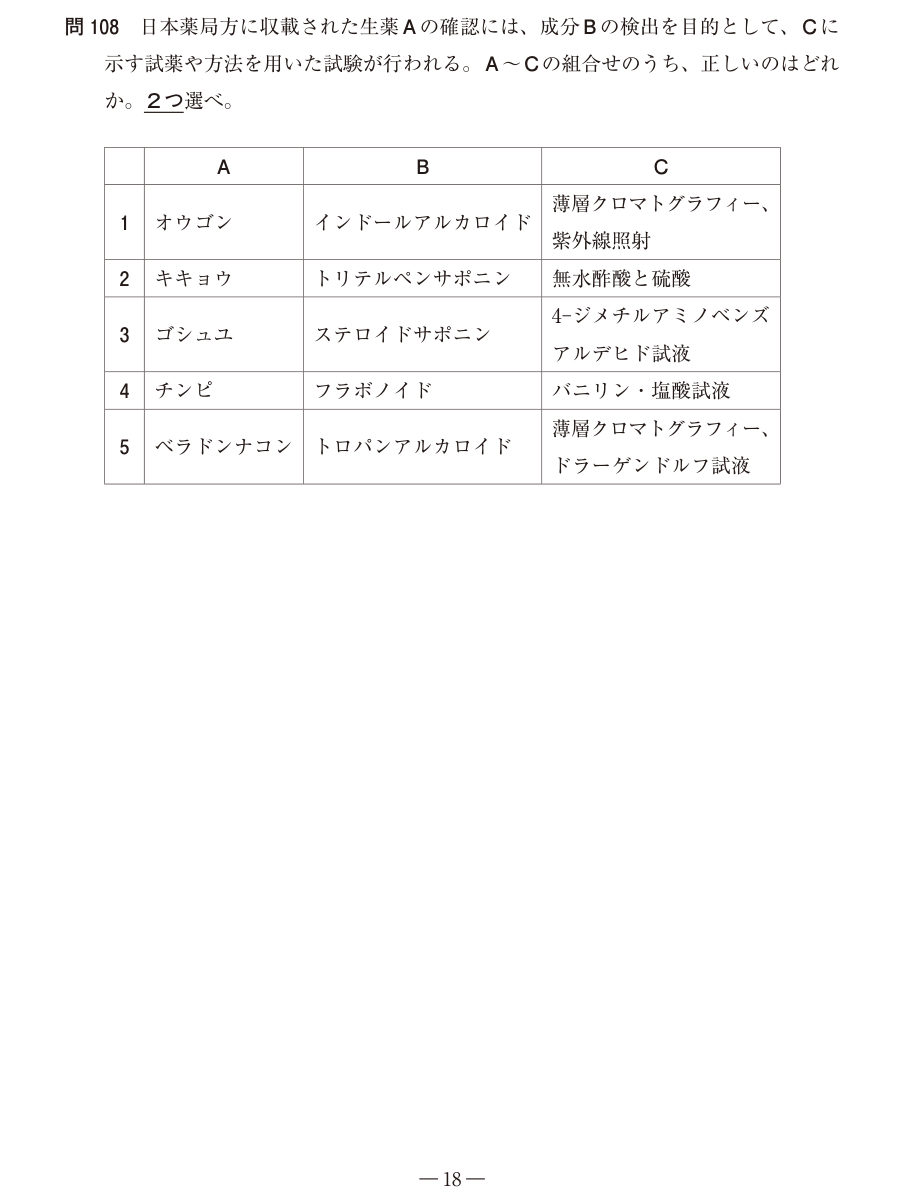 問 108 日本薬局方に収載された生薬Aの確認には、成分Bの検出を目的として、Cに
示す試薬や方法を用いた試験が行われる。A～Cの組合せのうち、正しいのはどれ
か。2つ選べ。
A B C
1 オウゴン インドールアルカロイド 薄層クロマトグラフィー、
紫外線照射
2 キキョウ トリテルペンサポニン 無水酢酸と硫酸
3 ゴシュユ ステロイドサポニン 4-ジメチルアミノベンズ
アルデヒド試液
4 チンピ フラボノイド バニリン・塩酸試液
5 ベラドンナコン トロパンアルカロイド 薄層クロマトグラフィー、
ドラーゲンドルフ試液
— 18 —